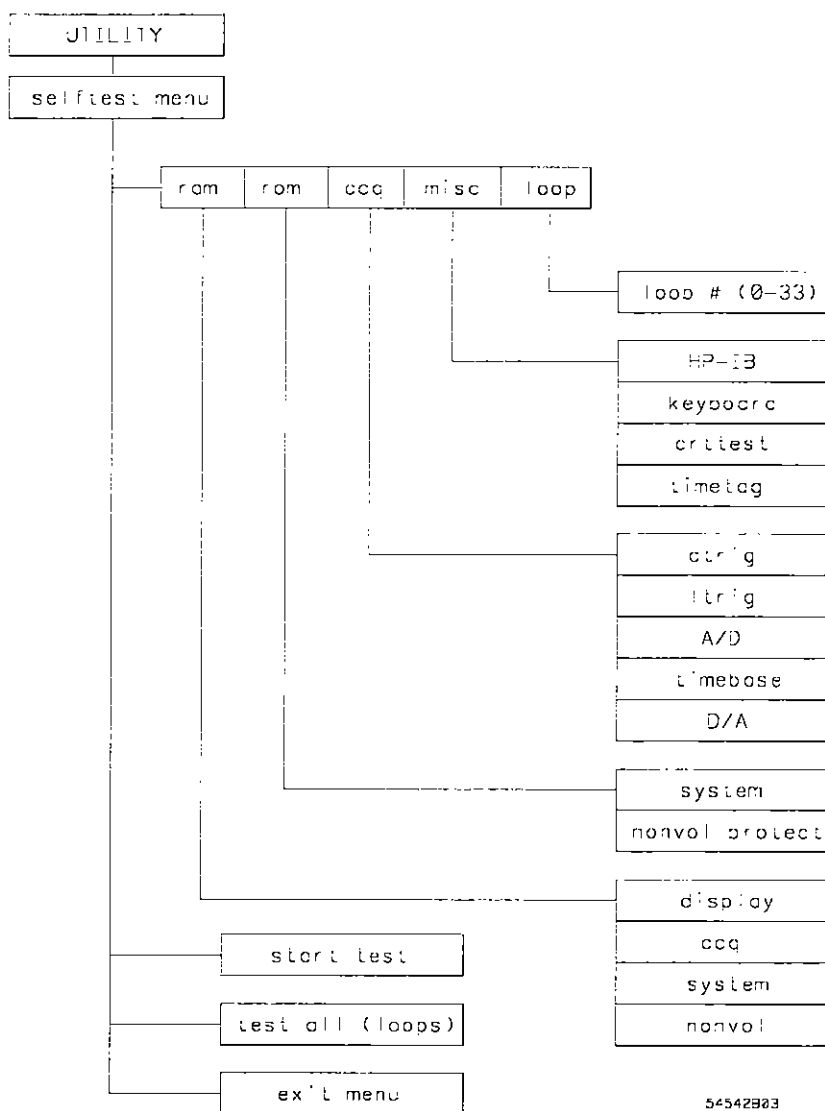 UTILITY
selftest menu
ram rom acq misc loop
loop # (0-33)
HP-IB
keyboard
crttest
timetag
atrig
ltrig
A/D
timebase
D/A
system
nonvol protect
display
acq
system
nonvol
start test
test all (loops)
exit menu
54542B03